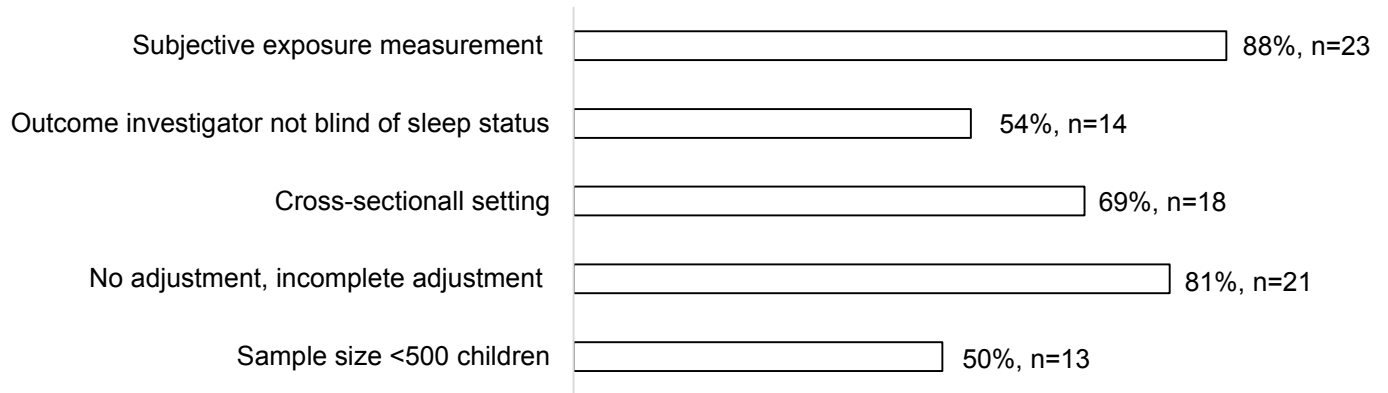 Subjective exposure measurement 88%, n=23
Outcome investigator not blind of sleep status 54%, n=14
Cross-sectionall setting 69%, n=18
No adjustment, incomplete adjustment 81%, n=21
Sample size <500 children 50%, n=13